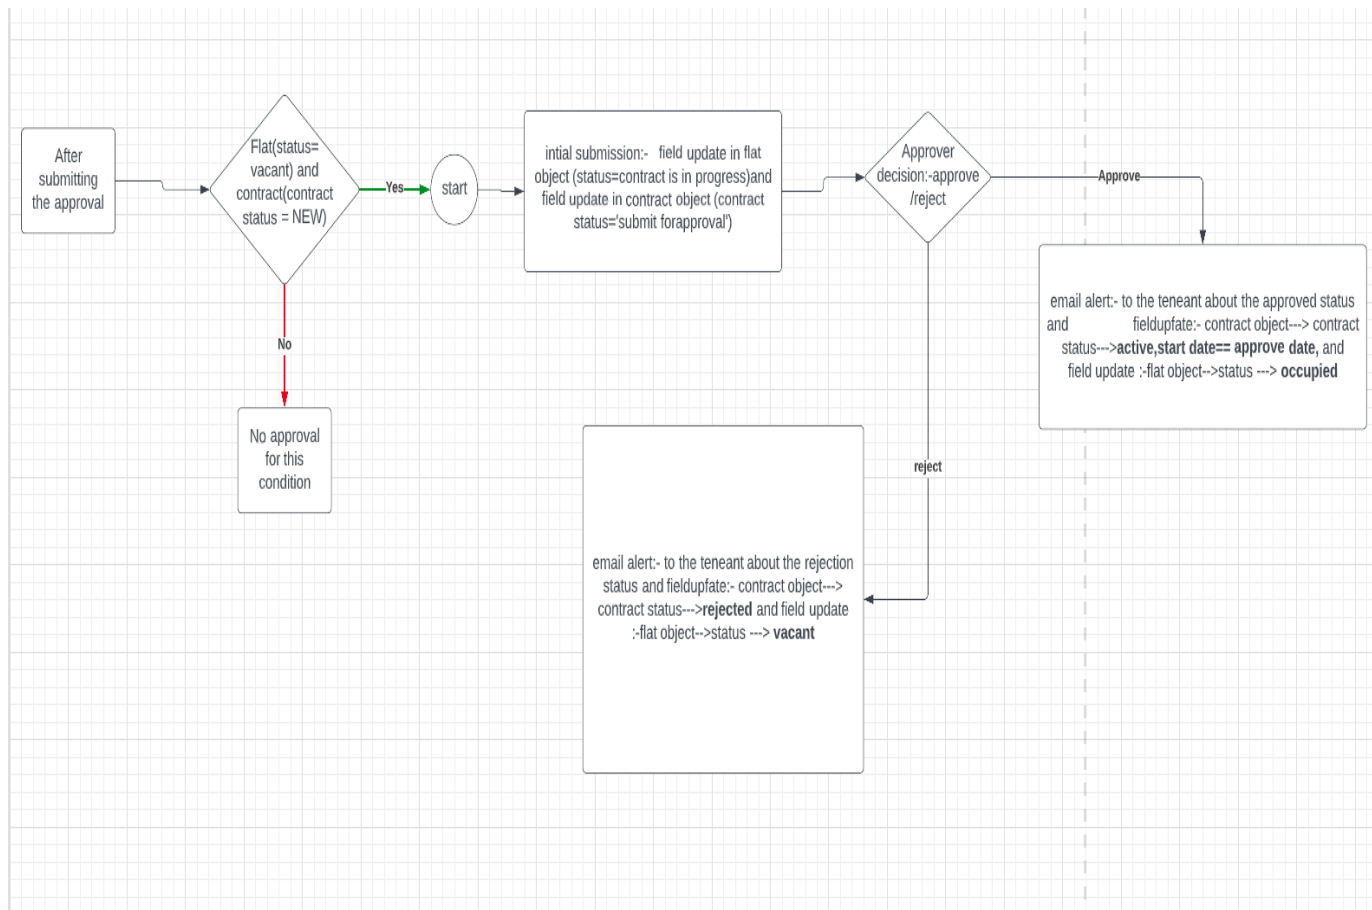 After
submitting
the approval
Flat(status=
vacant) and
contract(contract
status = NEW)
Yes
start
intial submission:- field update in flat
object (status=contract is in progress)and
field update in contract object (contract
status='submit forapproval')
Approver
decision:-approve
/reject
Approve
email alert:- to the teneant about the approved status
and fieldupfate:- contract object---> contract
status--->active,start date== approve date, and
field update :-flat object-->status ---> occupied
No
No approval
for this
condition
reject
email alert:- to the teneant about the rejection
status and fieldupfate:- contract object--->
contract status--->rejected and field update
:-flat object-->status ---> vacant